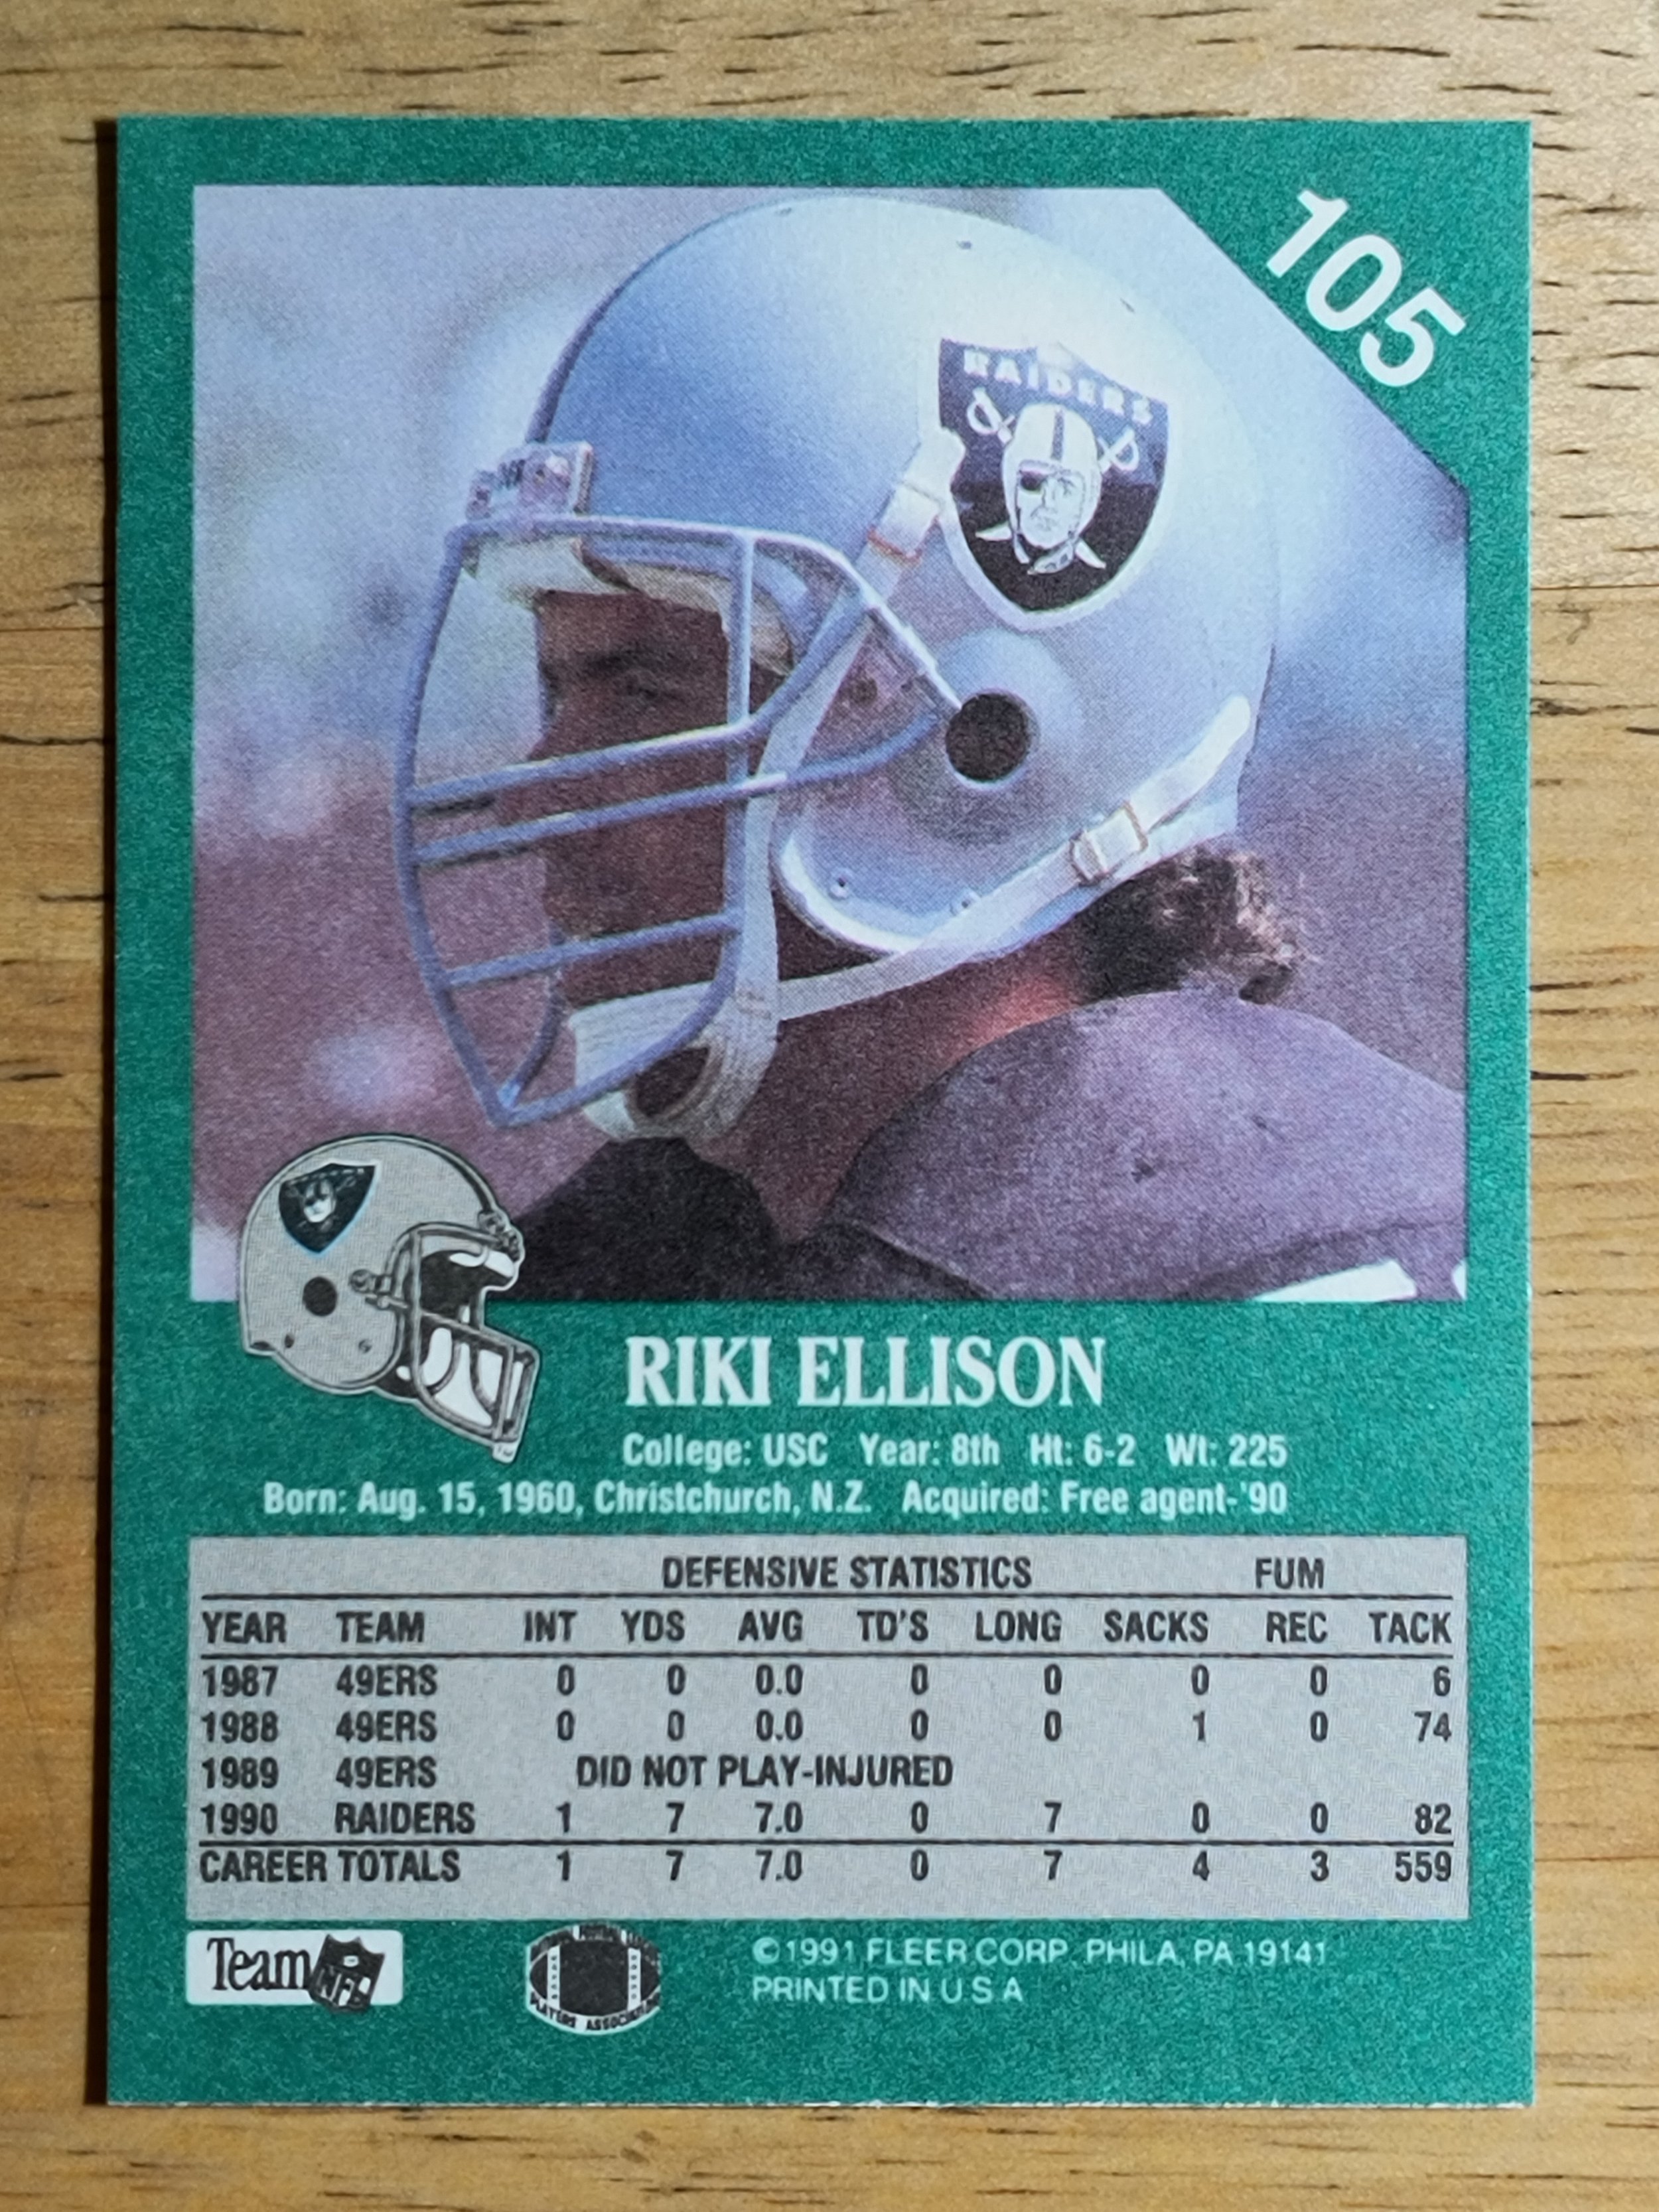 105
RAIDERS
RIKI ELLISON
College: USC Year: 8th Ht: 6-2 Wt: 225
Born: Aug. 15, 1960, Christchurch, N.Z. Acquired: Free agent-'90
DEFENSIVE STATISTICS FUM
YEAR TEAM INT YDS AVG TD'S LONG SACKS REC TACK
1987 49ERS 0 0 0.0 0 0 0 0 6
1988 49ERS 0 0 0.0 0 0 1 0 74
1989 49ERS DID NOT PLAY-INJURED
1990 RAIDERS 1 7 7.0 0 7 0 0 82
CAREER TOTALS 1 7 7.0 0 7 4 3 559
Team NFL
PLAYERS
© 1991 FLEER CORP. PHILA, PA 19141
PRINTED IN U S A